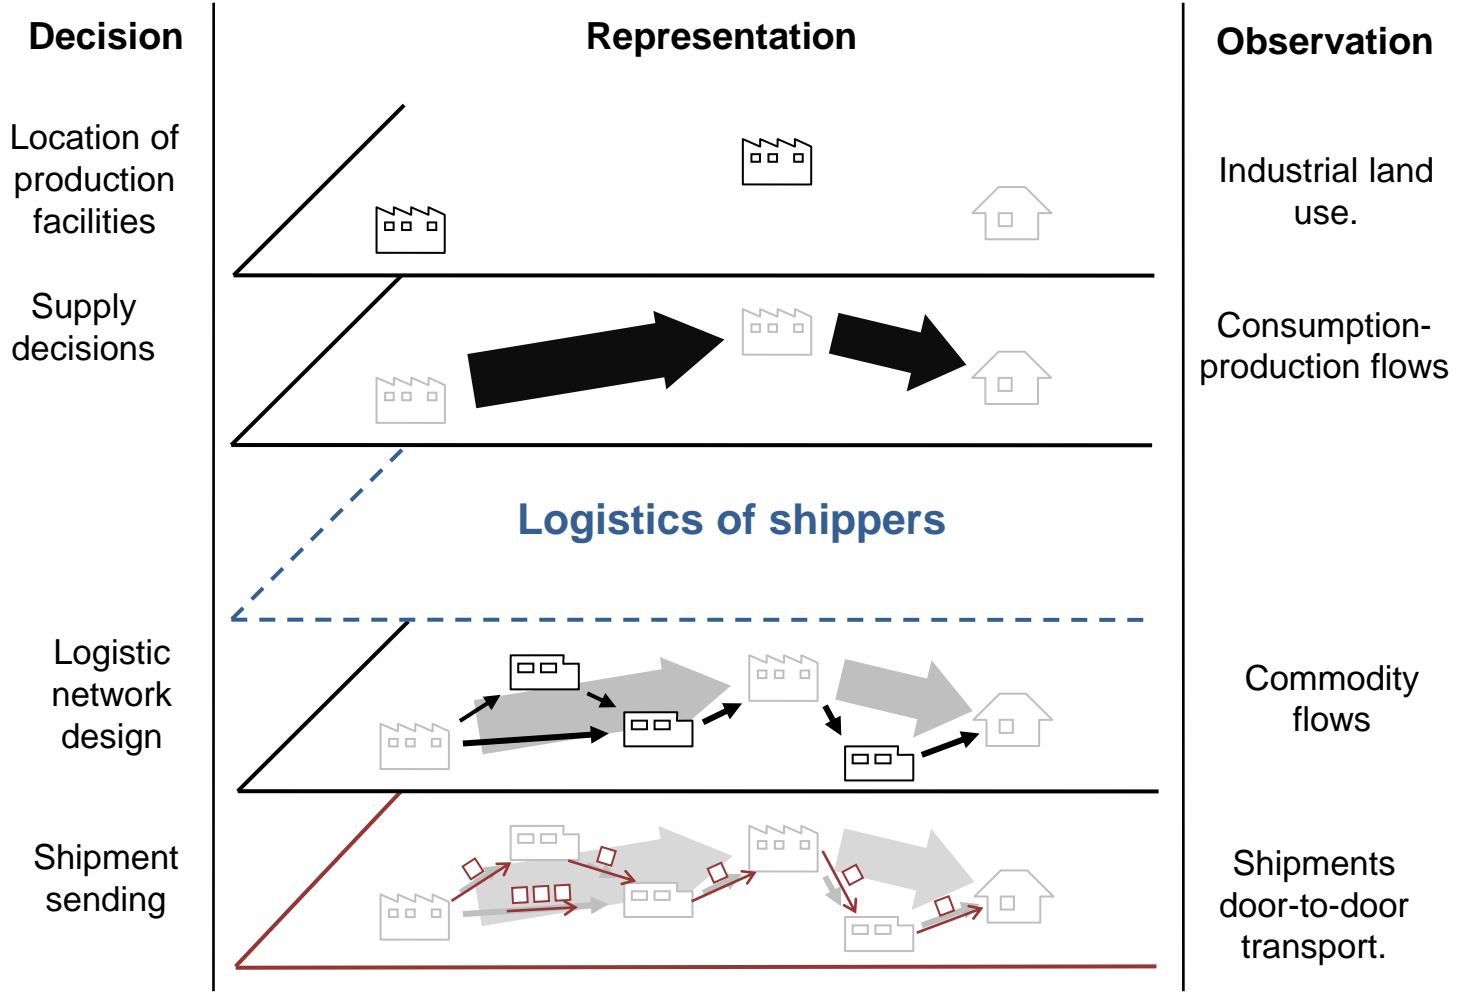 Decision
Representation
Observation
Location of
production
facilities
Industrial land
use.
Supply
decisions
Consumption-
production flows
Logistics of shippers
Logistic
network
design
Commodity
flows
Shipment
sending
Shipments
door-to-door
transport.